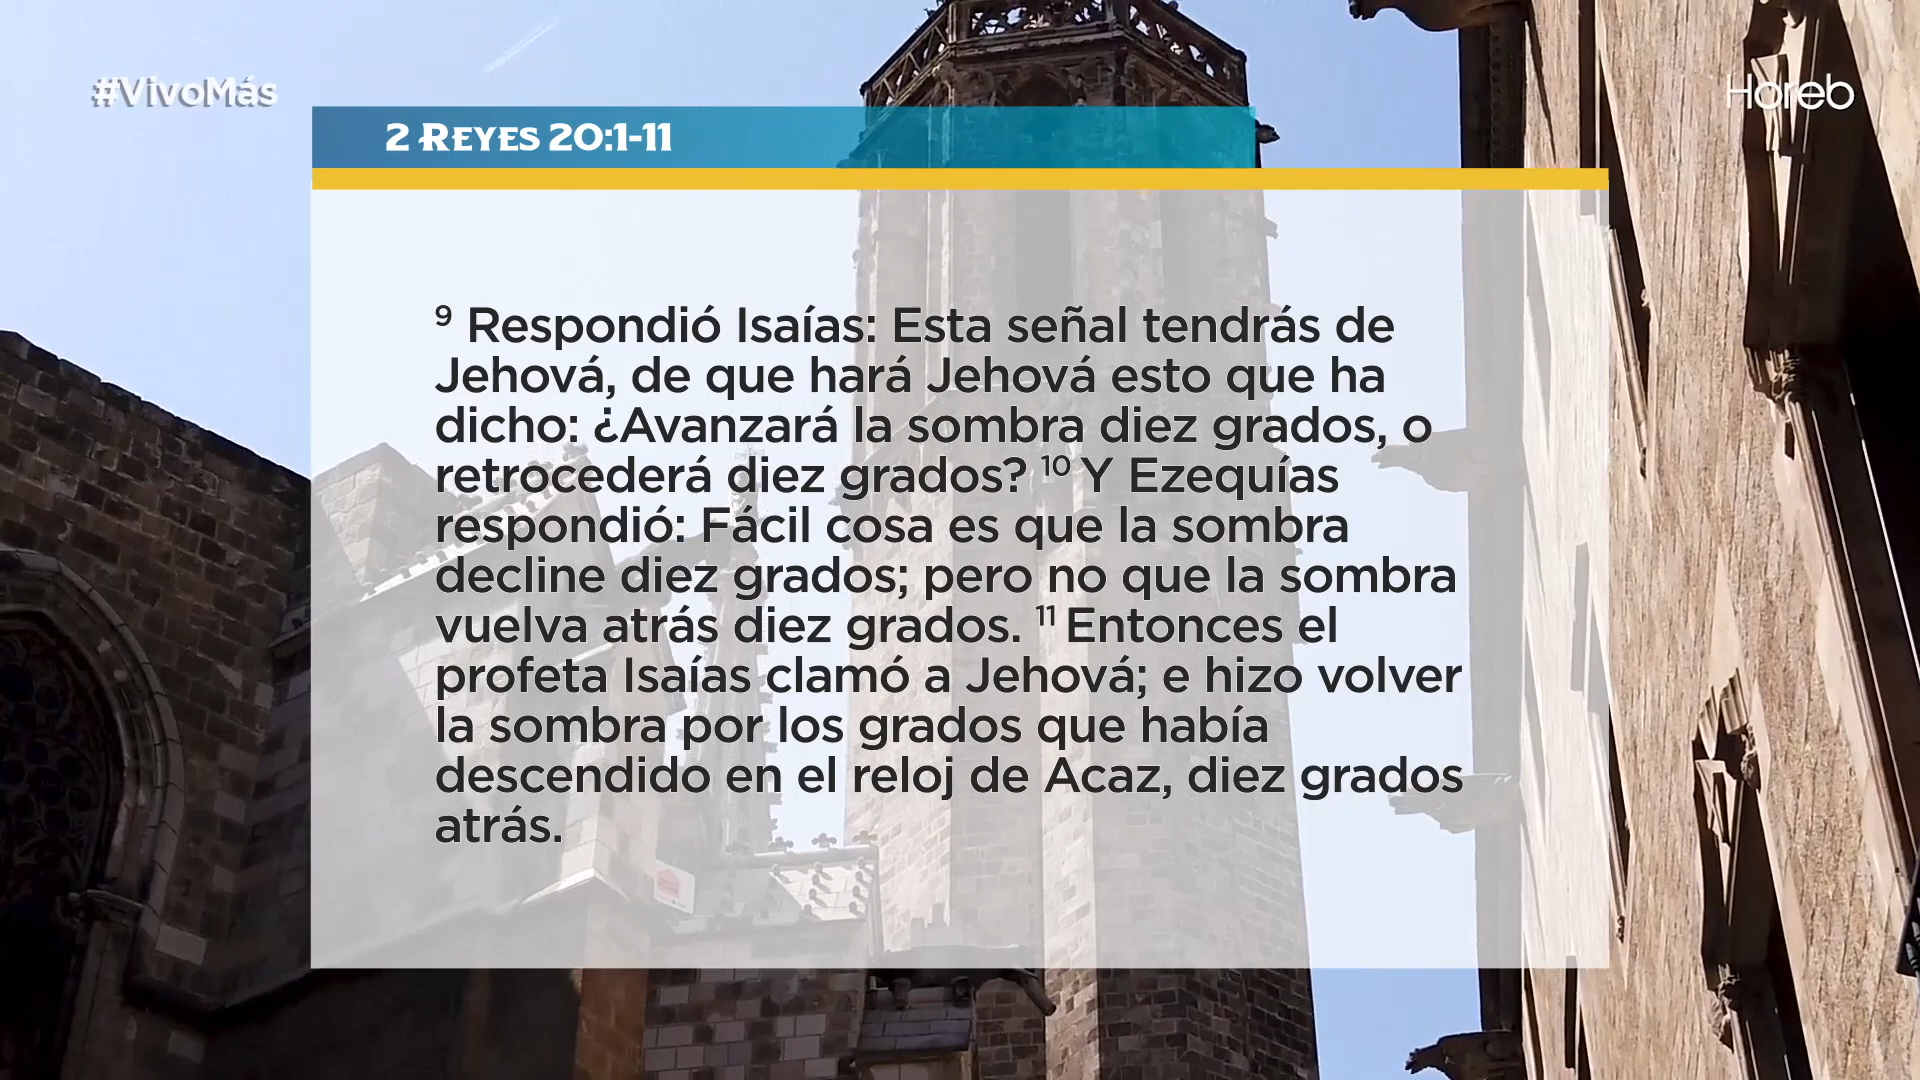 #VivoMás
Horeb
2 Reyes 20:1-11
9 Respondió Isaías: Esta señal tendrás de
Jehová, de que hará Jehová esto que ha
dicho: ¿Avanzará la sombra diez grados, o
retrocederá diez grados? 10 Y Ezequías
respondió: Fácil cosa es que la sombra
decline diez grados; pero no que la sombra
vuelva atrás diez grados. 11 Entonces el
profeta Isaías clamó a Jehová; e hizo volver
la sombra por los grados que había
descendido en el reloj de Acaz, diez grados
atrás.